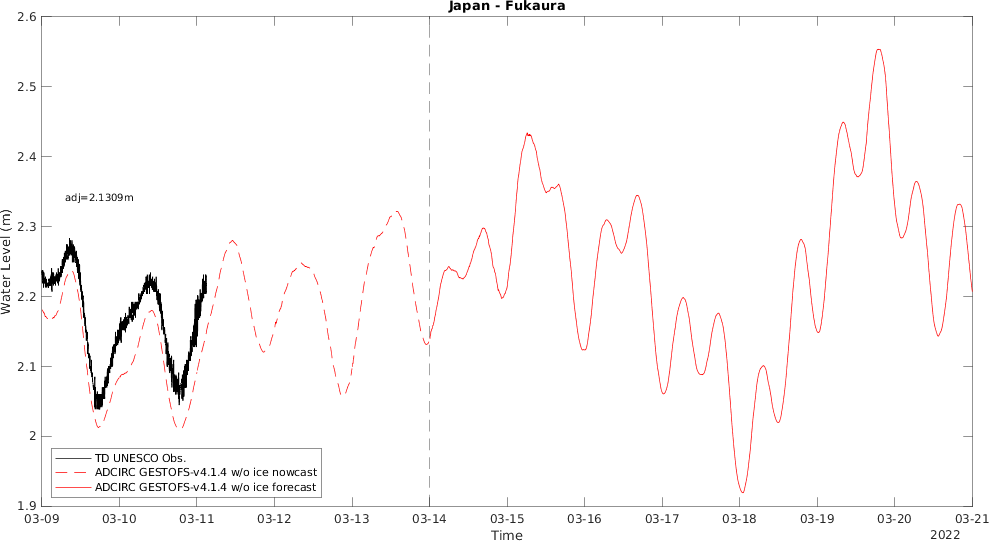 Japan - Fukaura
2.6
2.5
2.4
2.3
2.2
2.1
2
1.9
Water Level (m)
adj=2.1309m
TD UNESCO Obs.
ADCIRC GESTOFS-v4.1.4 w/o ice nowcast
ADCIRC GESTOFS-v4.1.4 w/o ice forecast
03-09 03-10 03-11 03-12 03-13 03-14 03-15 03-16 03-17 03-18 03-19 03-20 03-21
Time
2022